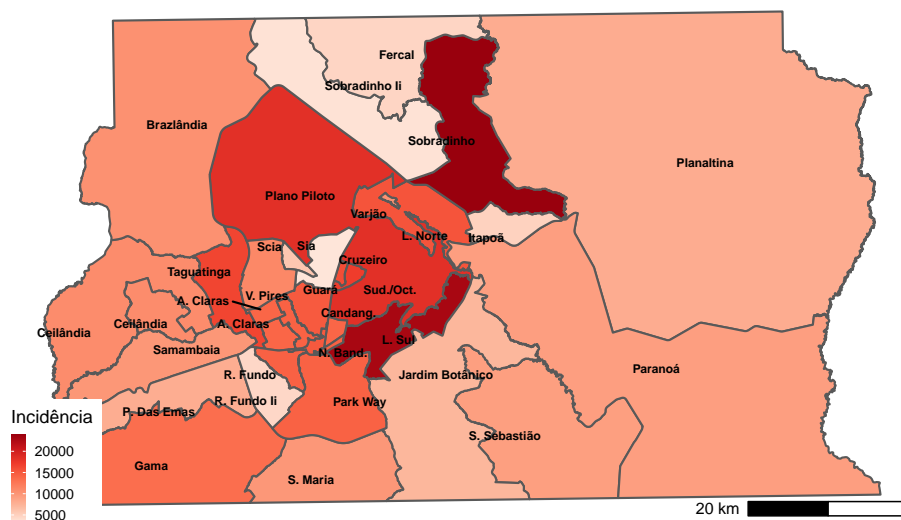 Fercal
Sobradinho Ii
Brazlândia
Sobradinho
Planaltina
Plano Piloto
Varjão
L. Norte
Itapoã
Scia
Sia
Cruzeiro
Taguatinga
A. Claras
V. Pires
Guará
Sud./Oct.
Candang.
Ceilândia
Ceilândia
A. Claras
L. Sul
Samambaia
N. Band.
R. Fundo
Jardim Botânico
Paranoá
R. Fundo Ii
Park Way
P. Das Emas
S. Sebastião
Gama
S. Maria
Incidência
20000
15000
10000
5000
20 km